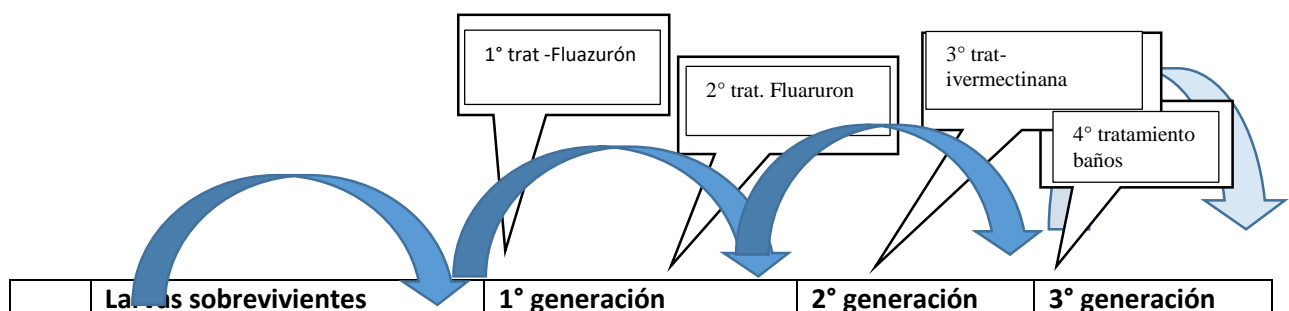 1° trat -Fluazurón
2° trat. Fluaruron
3° trat-
ivermectinana
4° tratamiento
baños
Larvas sobrevivientes
1° generación
2° generación
3° generación